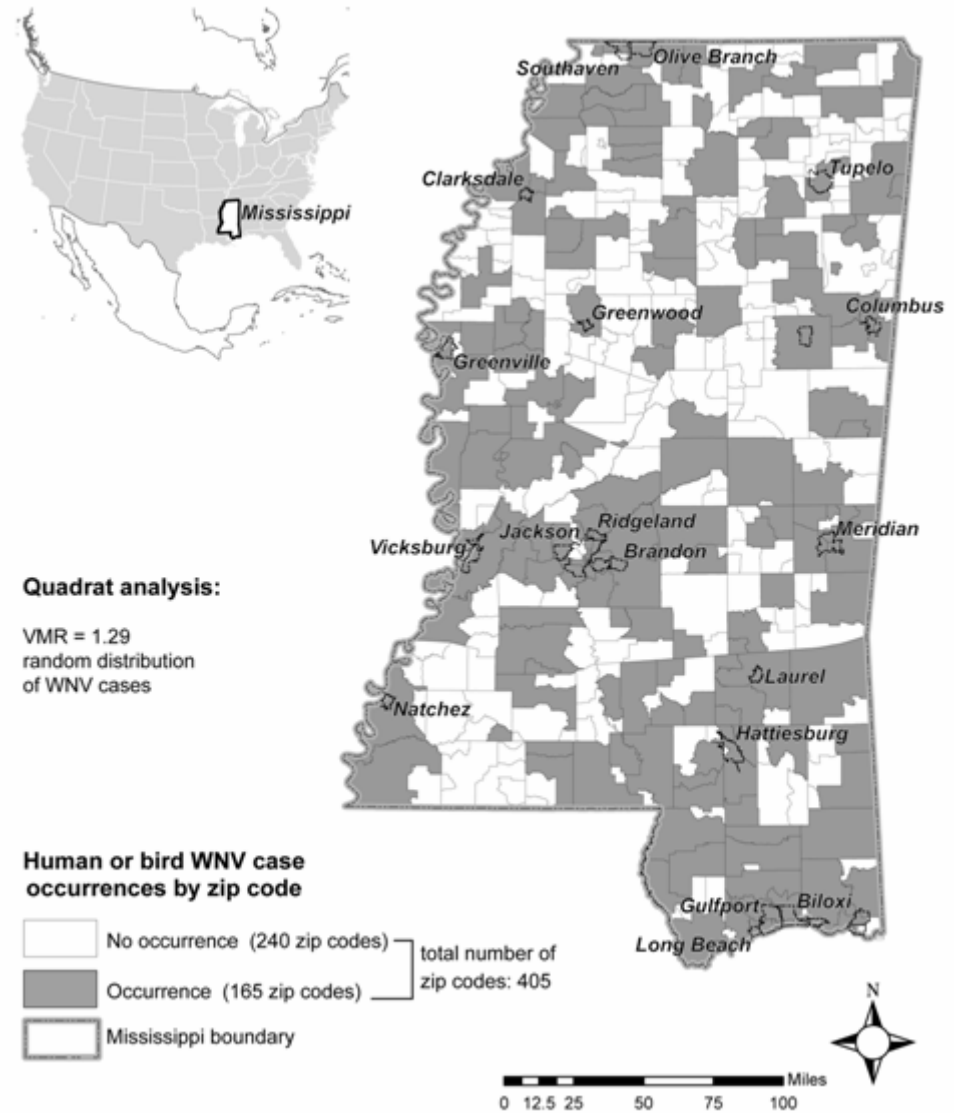 Mississippi
Southaven
Olive Branch
Clarksdale
Tupelo
Greenwood
Columbus
Greenville
Vicksburg
Jackson
Ridgeland
Brandon
Meridian
Quadrat analysis:
VMR = 1.29
random distribution
of WNV cases
Natchez
Laurel
Hattiesburg
Gulfport
Biloxi
Long Beach
Human or bird WNV case
occurrences by zip code
No occurrence (240 zip codes)
Occurrence (165 zip codes)
total number of
zip codes: 405
Mississippi boundary
N
Miles
0 12.5 25 50 75 100